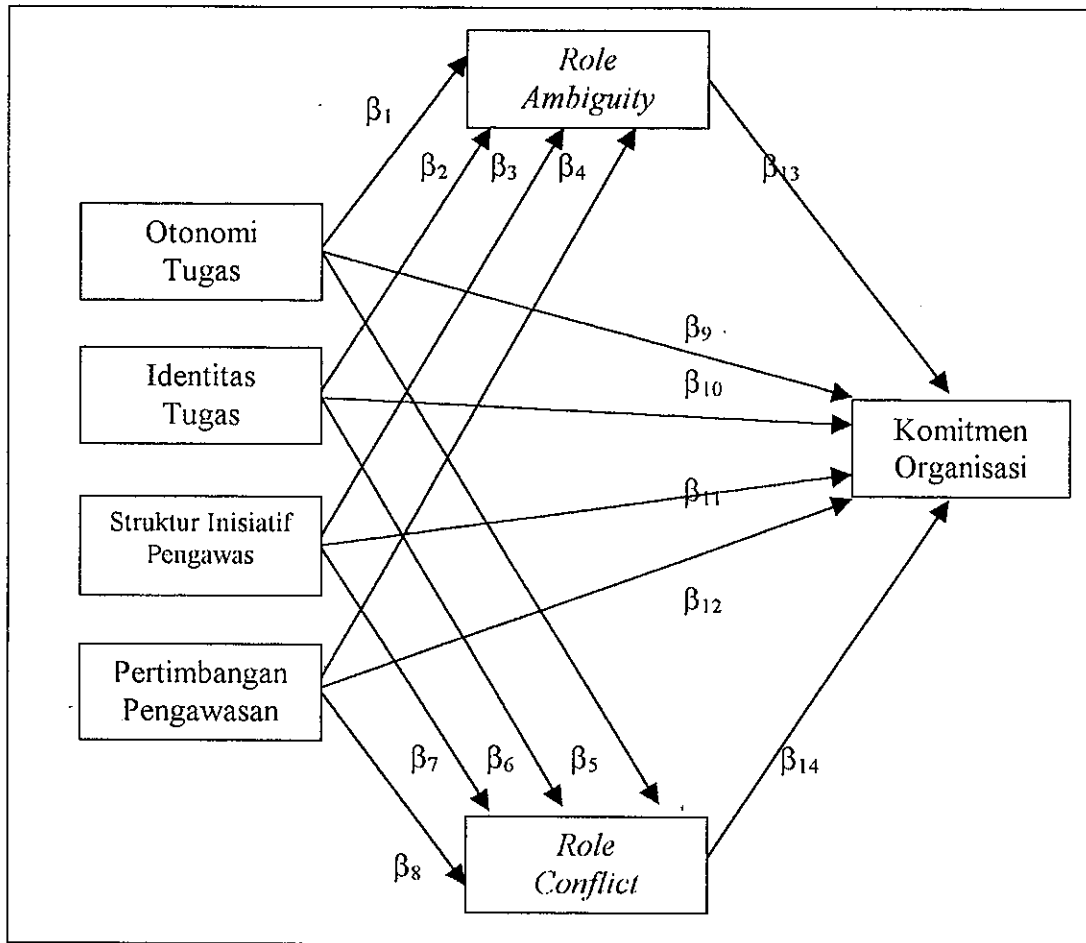 Role
Ambiguity
β1
β2
β3
β4
β13
Otonomi
Tugas
β9
Identitas
Tugas
β10
Komitmen
Organisasi
Struktur Inisiatif
Pengawas
β11
β12
Pertimbangan
Pengawasan
β7
β6
β5
β14
β8
Role
Conflict